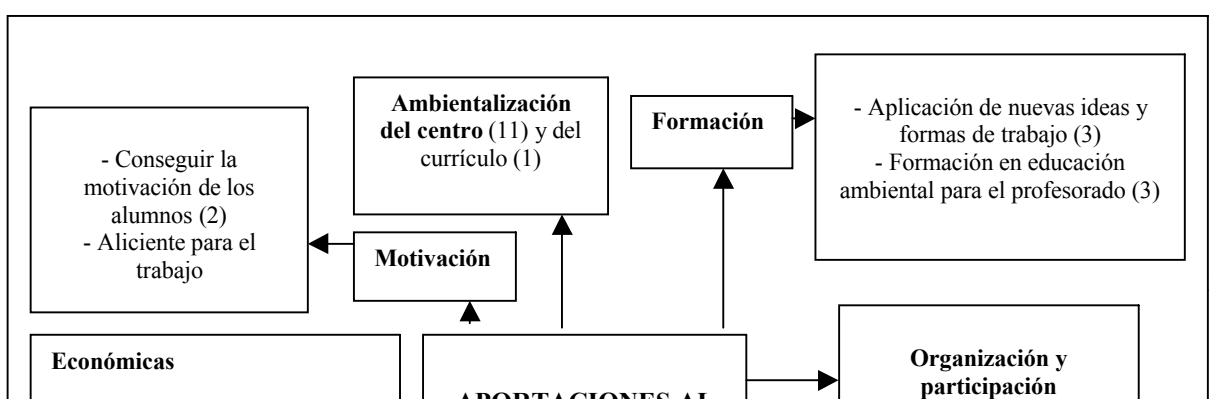 Ambientalización
del centro (11) y del
currículo (1)
Formación
- Aplicación de nuevas ideas y
formas de trabajo (3)
- Formación en educación
ambiental para el profesorado (3)
- Conseguir la
motivación de los
alumnos (2)
- Aliciente para el
trabajo
Motivación
Económicas
APORTACIONES AL
Organización y
participación